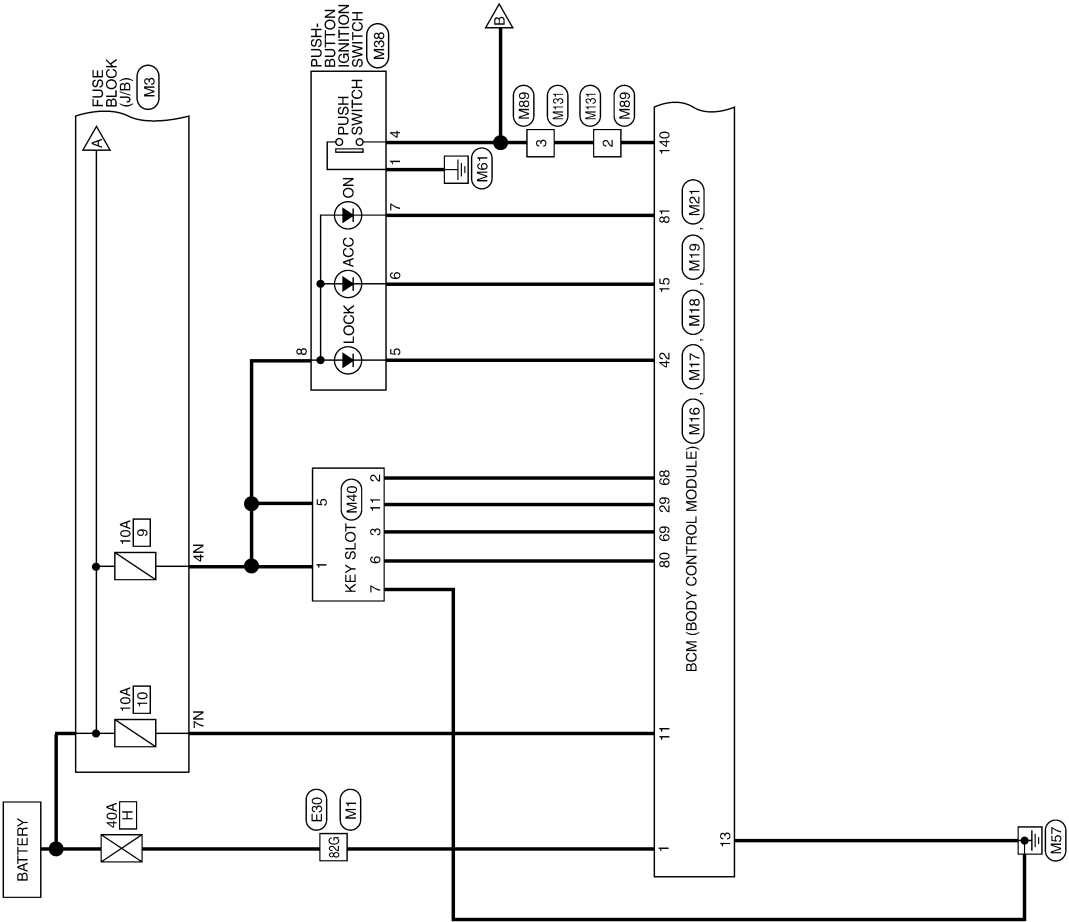 BATTERY
40A
H
E30
M1
82G
1
FUSE
BLOCK
(J/B)
M3
A
10A
10
7N
11
10A
9
4N
KEY SLOT
M40
1
5
7
6
3
11
2
80
69
29
68
PUSH-
BUTTON
IGNITION
SWITCH
M38
8
LOCK
ACC
ON
PUSH
SWITCH
5
6
7
1
4
42
15
81
140
M61
B
M89
M131
3
M131
M89
2
BCM (BODY CONTROL MODULE) M16 , M17 , M18 , M19 , M21
13
M57